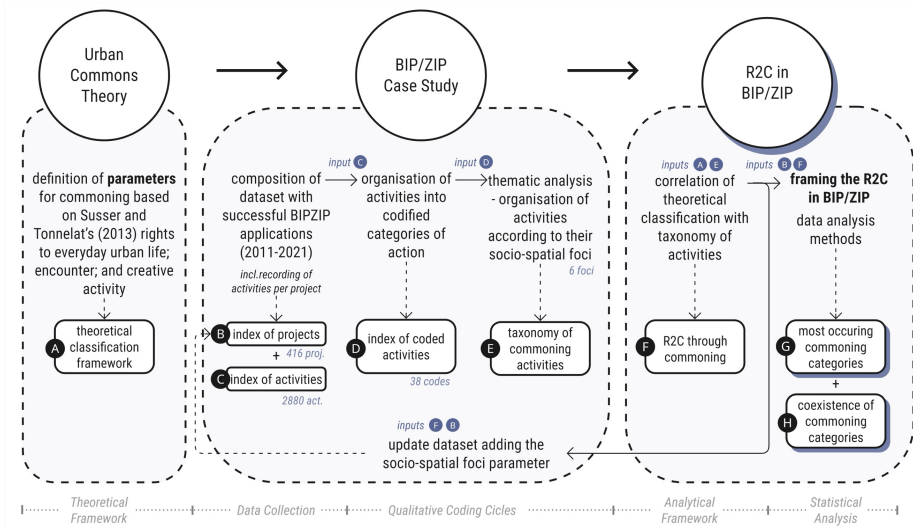 Urban
Commons
Theory
BIP/ZIP
Case Study
R2C in
BIP/ZIP
definition of parameters
for commoning based
on Susser and
Tonnelat's (2013) rights
to everyday urban life;
encounter; and creative
activity
A
theoretical
classification
framework
composition of
dataset with
successful BIPZIP
applications
(2011-2021)
incl.recording of
activities per project
B
index of projects
+ 416 proj.
C
index of activities
2880 act.
input C
organisation of
activities into
codified
categories of
action
D
index of coded
activities
38 codes
input D
thematic analysis
- organisation of
activities
according to their
socio-spatial foci
6 foci
E
taxonomy of
commoning
activities
inputs F B
update dataset adding the
socio-spatial foci parameter
inputs A E
correlation of
theoretical
classification with
taxonomy of
activities
F
R2C through
commoning
inputs B F
framing the R2C
in BIP/ZIP
data analysis
methods
G
most occuring
commoning
categories
+
H
coexistence of
commoning
categories
Theoretical
Framework
Data Collection
Qualitative Coding Cicles
Analytical
Framework
Statistical
Analysis